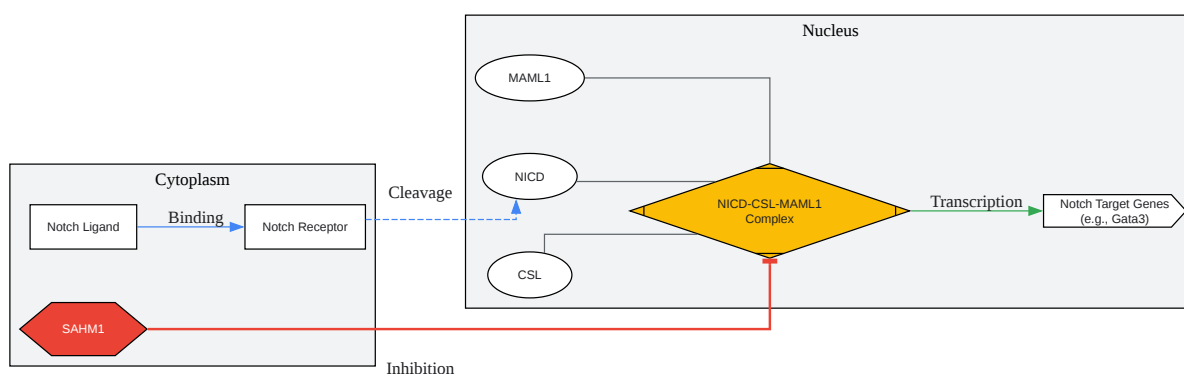 Nucleus
MAML1
Cytoplasm
Cleavage
NICD
Notch Ligand
Binding
Notch Receptor
NICD-CSL-MAML1
Complex
Transcription
Notch Target Genes
(e.g., Gata3)
CSL
SAHM1
Inhibition